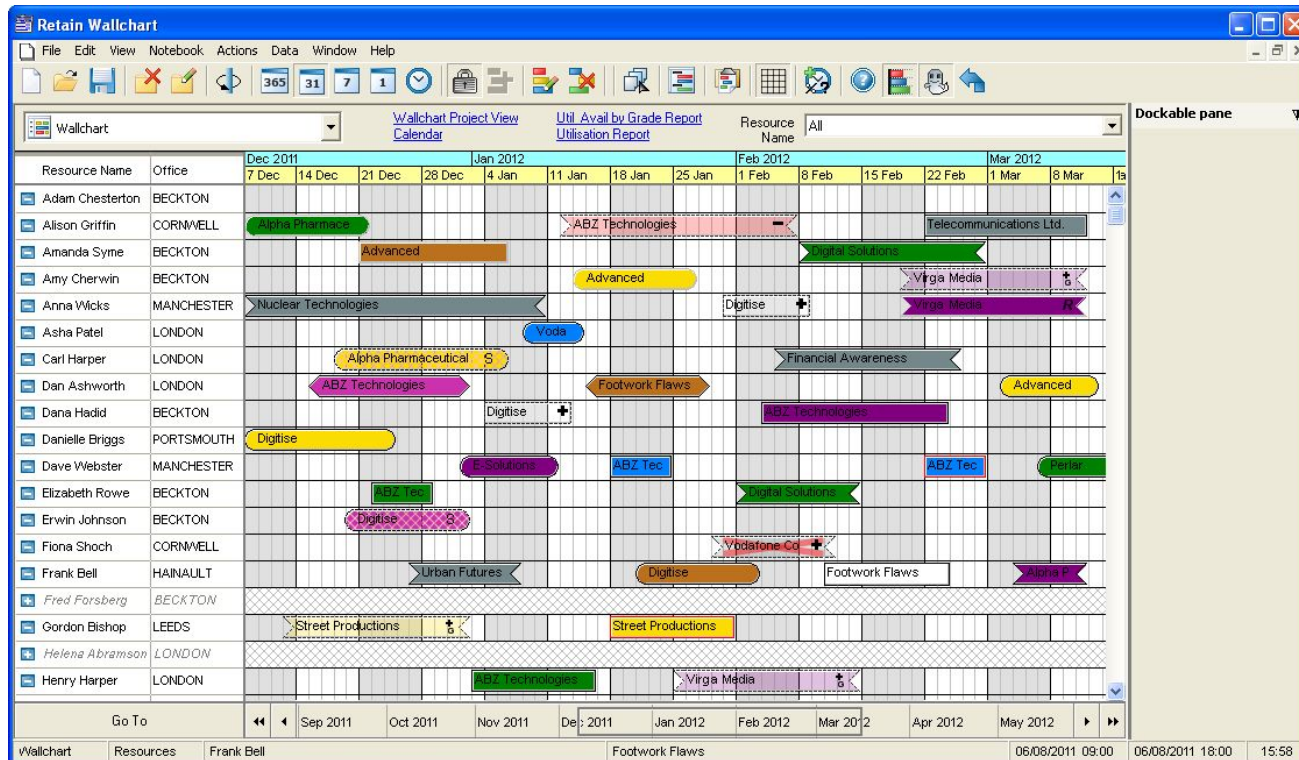 Retain Wallchart
File Edit View Notebook Actions Data Window Help
365 31 7 1
Wallchart
Wallchart Project View
Calendar
Util Avail by Grade Report
Utilisation Report
Resource Name
All
Dockable pane
Resource Name Office
Dec 2011 Jan 2012 Feb 2012 Mar 2012
7 Dec 14 Dec 21 Dec 28 Dec 4 Jan 11 Jan 18 Jan 25 Jan 1 Feb 8 Feb 15 Feb 22 Feb 1 Mar 8 Mar
Adam Chesterton BECKTON
Alison Griffin CORNWELL Alpha Pharmace ABZ Technologies Telecommunications Ltd.
Amanda Syme BECKTON Advanced Digital Solutions
Amy Cherwin BECKTON Advanced Virga Media G
Anna Wicks MANCHESTER Nuclear Technologies Digitise Virga Media R
Asha Patel LONDON Voda
Carl Harper LONDON Alpha Pharmaceutical S Financial Awareness
Dan Ashworth LONDON ABZ Technologies Footwork Flaws Advanced
Dana Hadid BECKTON Digitise ABZ Technologies
Danielle Briggs PORTSMOUTH Digitise
Dave Webster MANCHESTER E-Solutions ABZ Tec ABZ Tec Perlar
Elizabeth Rowe BECKTON ABZ Tec Digital Solutions
Erwin Johnson BECKTON Digitise S
Fiona Shoch CORNWELL Vodafone Co
Frank Bell HAINAULT Urban Futures Digitise Footwork Flaws Alpha P
Fred Forsberg BECKTON
Gordon Bishop LEEDS Street Productions G Street Productions
Helena Abramson LONDON
Henry Harper LONDON ABZ Technologies Virga Media G
Go To Sep 2011 Oct 2011 Nov 2011 Dec 2011 Jan 2012 Feb 2012 Mar 2012 Apr 2012 May 2012
Wallchart Resources Frank Bell Footwork Flaws 06/08/2011 09:00 06/08/2011 18:00 15:58